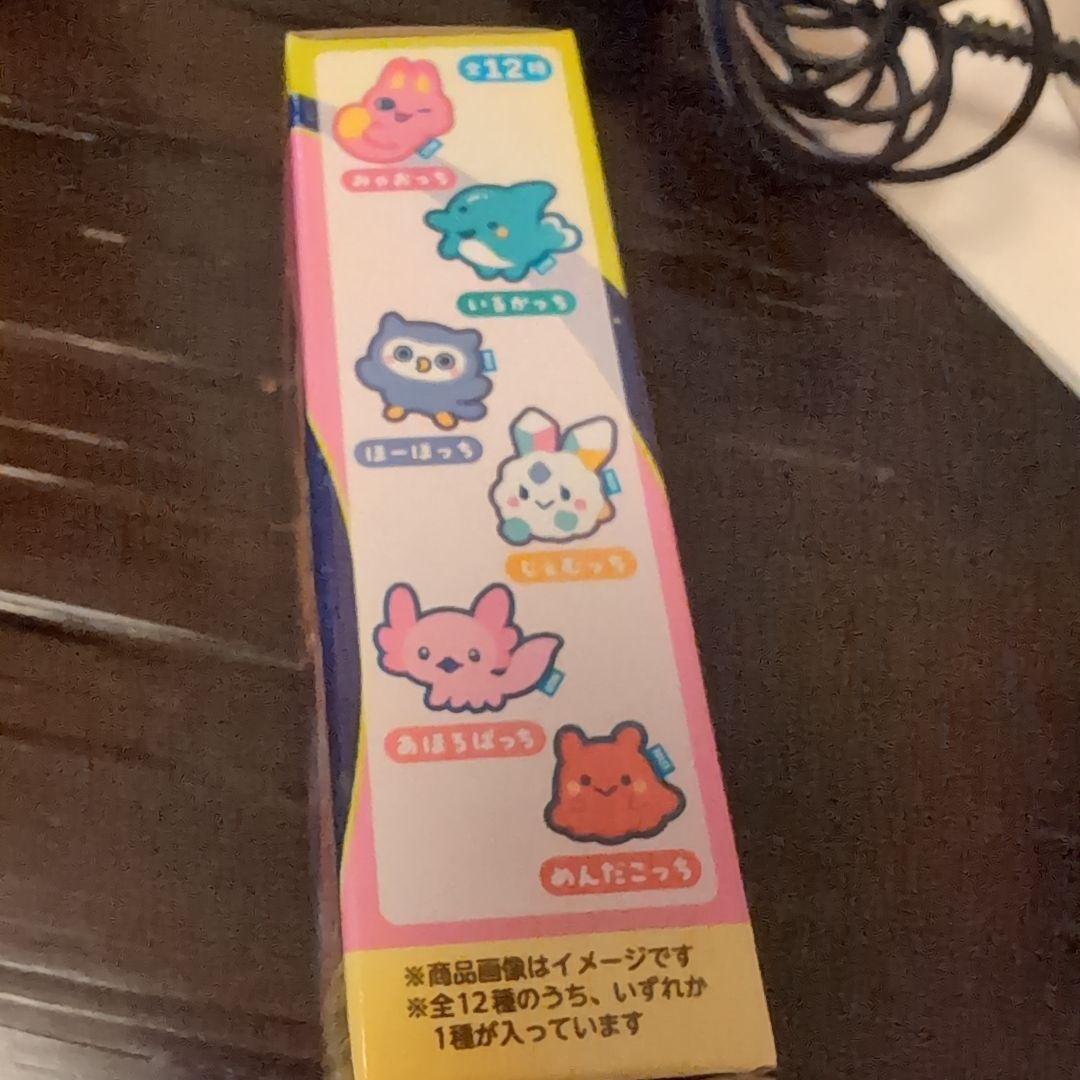 全12種
みゃおっち
いるかっち
ほーほっち
じぇむっち
あほろぱっち
めんだこっち
※商品画像はイメージです
※全12種のうち、いずれか
1種が入っています